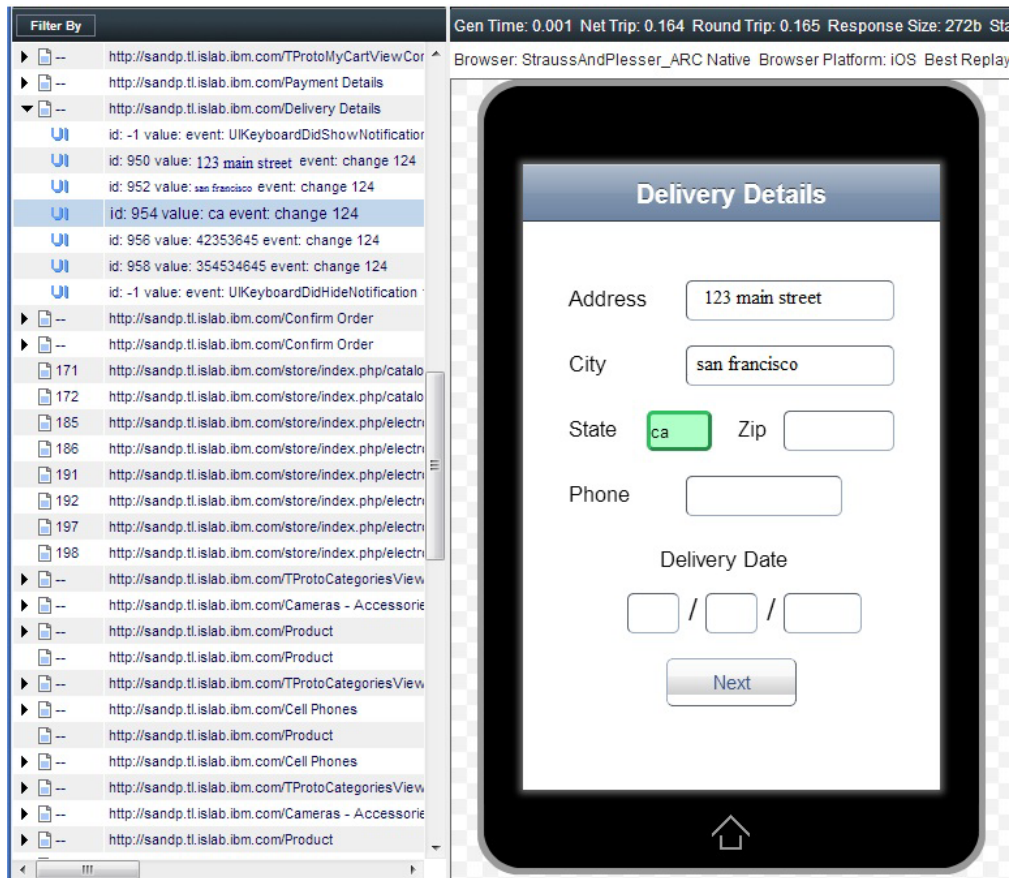 Filter By
-- http://sandp.tl.islab.ibm.com/TProtoMyCartViewCor
-- http://sandp.tl.islab.ibm.com/Payment Details
-- http://sandp.tl.islab.ibm.com/Delivery Details
UI id: -1 value: event: UIKeyboardDidShowNotification
UI id: 950 value: 123 main street event: change 124
UI id: 952 value: san francisco event: change 124
UI id: 954 value: ca event: change 124
UI id: 956 value: 42353645 event: change 124
UI id: 958 value: 354534645 event: change 124
UI id: -1 value: event: UIKeyboardDidHideNotification
-- http://sandp.tl.islab.ibm.com/Confirm Order
-- http://sandp.tl.islab.ibm.com/Confirm Order
171 http://sandp.tl.islab.ibm.com/store/index.php/catalo
172 http://sandp.tl.islab.ibm.com/store/index.php/catalo
185 http://sandp.tl.islab.ibm.com/store/index.php/electr
186 http://sandp.tl.islab.ibm.com/store/index.php/electr
191 http://sandp.tl.islab.ibm.com/store/index.php/electr
192 http://sandp.tl.islab.ibm.com/store/index.php/electr
197 http://sandp.tl.islab.ibm.com/store/index.php/electr
198 http://sandp.tl.islab.ibm.com/store/index.php/electr
-- http://sandp.tl.islab.ibm.com/TProtoCategoriesView
-- http://sandp.tl.islab.ibm.com/Cameras - Accessorie
-- http://sandp.tl.islab.ibm.com/Product
-- http://sandp.tl.islab.ibm.com/Product
-- http://sandp.tl.islab.ibm.com/TProtoCategoriesView
-- http://sandp.tl.islab.ibm.com/Cell Phones
-- http://sandp.tl.islab.ibm.com/Product
-- http://sandp.tl.islab.ibm.com/Cell Phones
-- http://sandp.tl.islab.ibm.com/TProtoCategoriesView
-- http://sandp.tl.islab.ibm.com/Cameras - Accessorie
-- http://sandp.tl.islab.ibm.com/Product
Gen Time: 0.001 Net Trip: 0.164 Round Trip: 0.165 Response Size: 272b Sta
Browser: StraussAndPlesser_ARC Native Browser Platform: iOS Best Replay
Delivery Details
Address 123 main street
City san francisco
State ca Zip
Phone
Delivery Date
/ /
Next